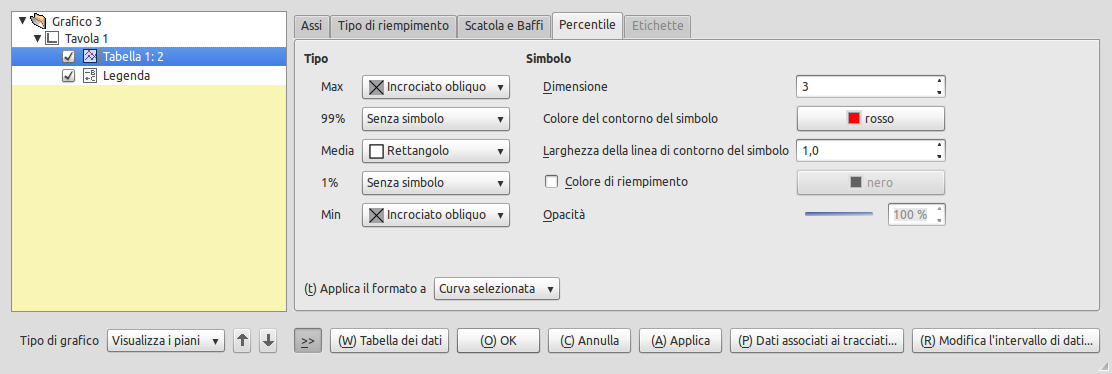 Grafico 3
Tavola 1
Tabella 1: 2
Legenda
Assi Tipo di riempimento Scatola e Baffi Percentile Etichette
Tipo Simbolo
Max Incrociato obliquo Dimensione 3
99% Senza simbolo Colore del contorno del simbolo rosso
Media Rettangolo Larghezza della linea di contorno del simbolo 1,0
1% Senza simbolo Colore di riempimento nero
Min Incrociato obliquo Opacità 100 %
(t) Applica il formato a Curva selezionata
Tipo di grafico Visualizza i piani >> (W) Tabella dei dati (O) OK (C) Annulla (A) Applica (P) Dati associati ai tracciati... (R) Modifica l'intervallo di dati...